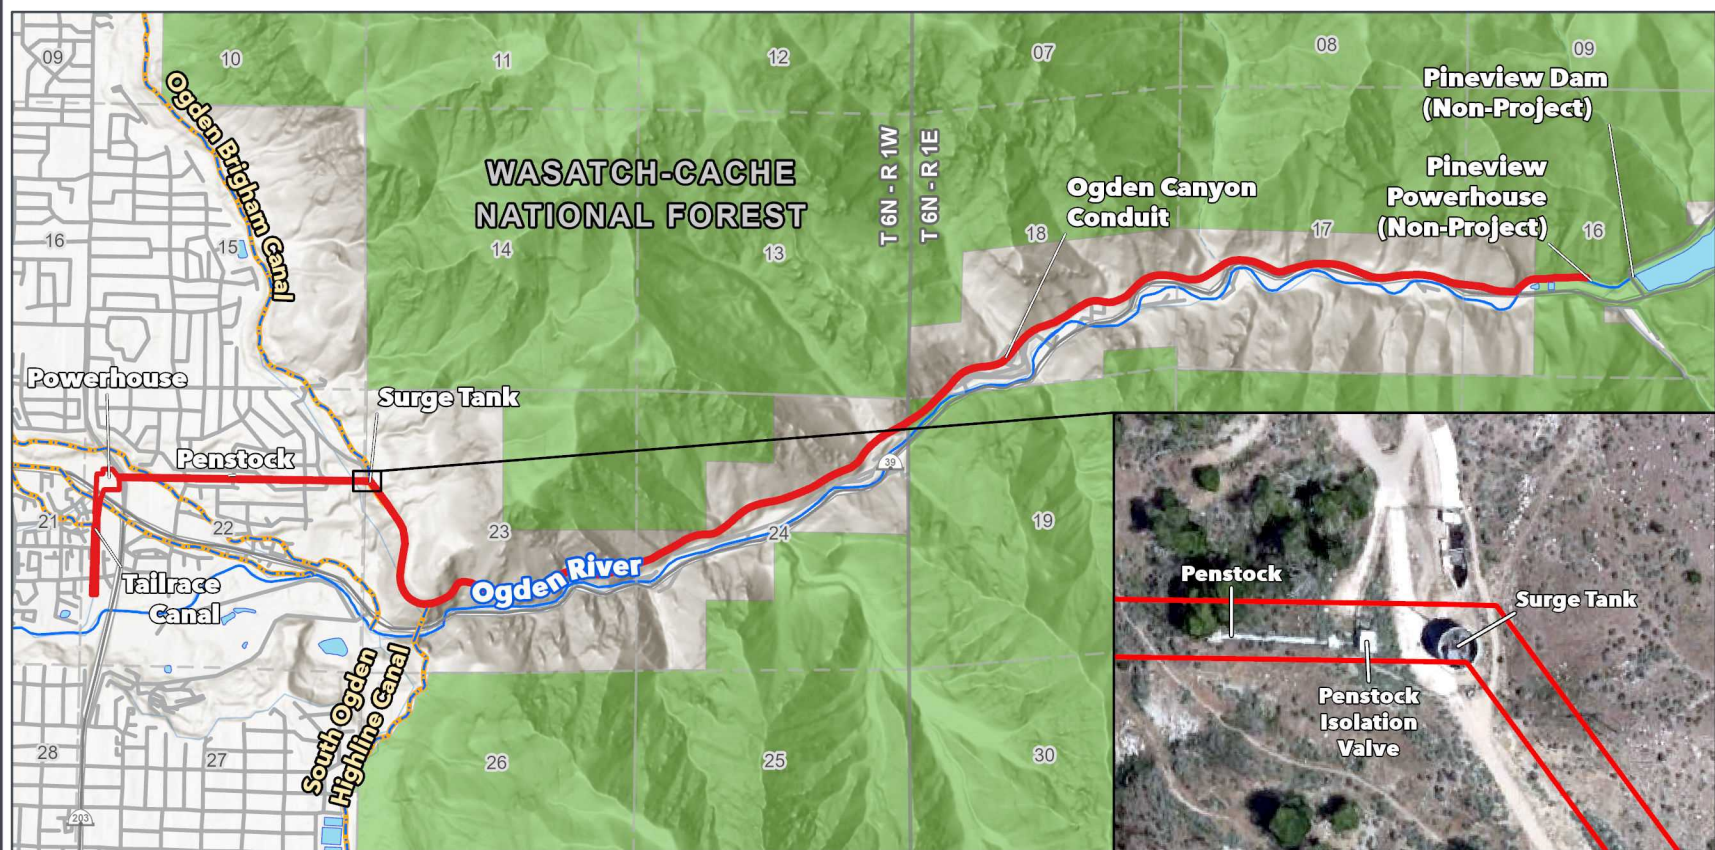 09
10
11
12
07
08
09
Pineview Dam
(Non-Project)
Ogden Brigham Canal
WASATCH-CACHE
NATIONAL FOREST
T 6N - R 1W
T 6N - R 1E
Pineview
Powerhouse
(Non-Project)
Ogden Canyon
Conduit
16
15
14
13
18
17
16
Powerhouse
Surge Tank
Penstock
39
21
22
23
24
19
Ogden River
Tailrace
Canal
South Ogden
Highline Canal
28
27
26
25
30
203
Penstock
Surge Tank
Penstock
Isolation
Valve